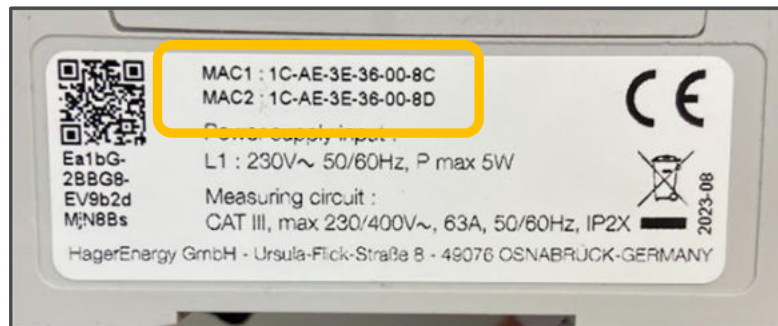 MAC1 : 1C-AE-3E-36-00-8C
MAC2 : 1C-AE-3E-36-00-8D
Power supply input :
L1 : 230V~ 50/60Hz, P max 5W
Measuring circuit :
CAT III, max 230/400V~, 63A, 50/60Hz, IP2X
Ea1bG-
2BBG8-
EV9b2d
CE
2023-08
HagerEnergy GmbH - Ursula-Flick-Straße 8 - 49076 OSNABRÜCK-GERMANY